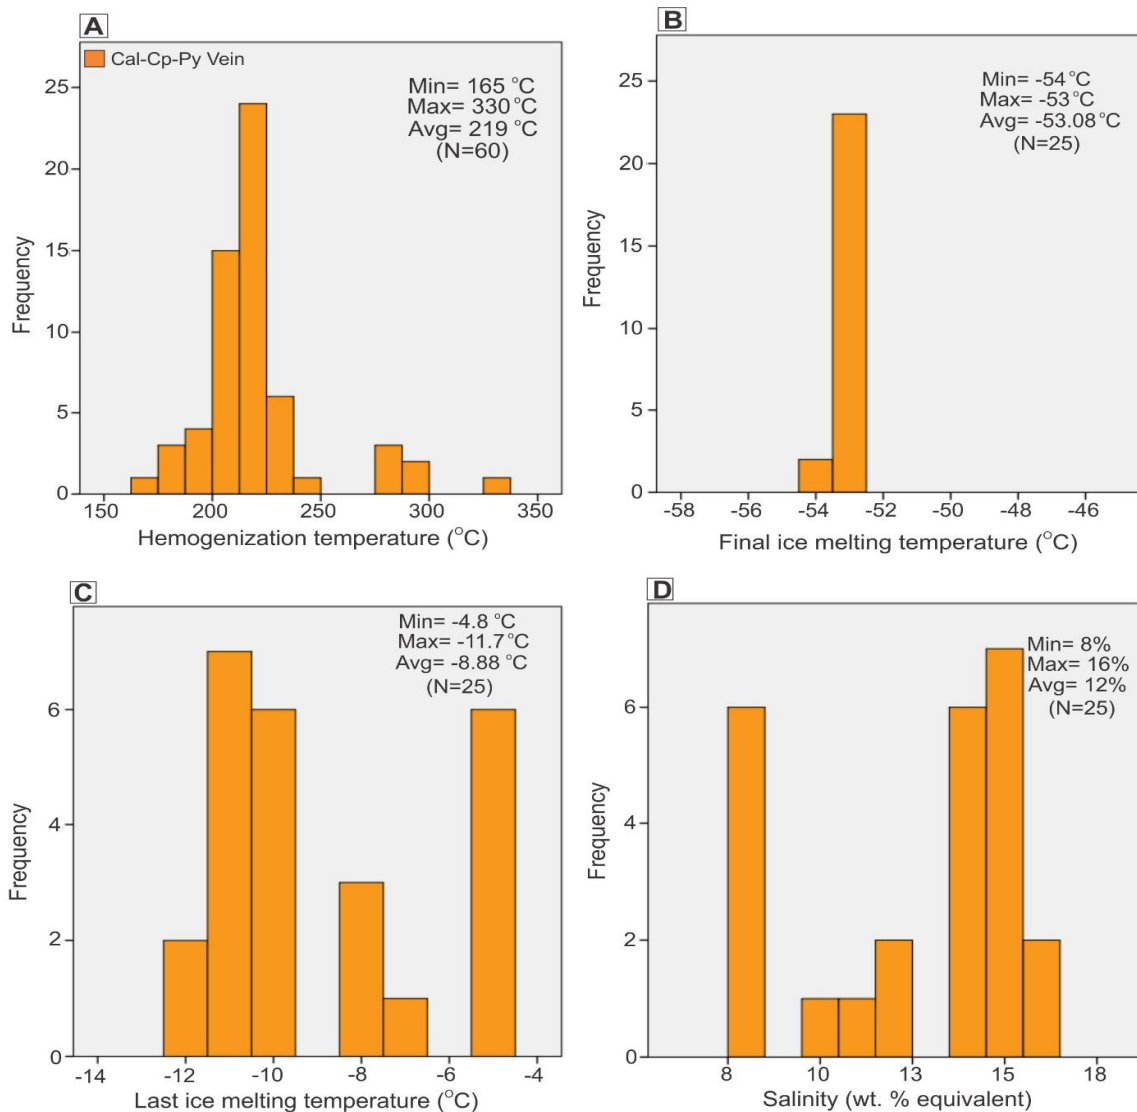 A
Cal-Cp-Py Vein
Min= 165 °C
Max= 330 °C
Avg= 219 °C
(N=60)
Frequency
25
20
15
10
5
0
150 200 250 300 350
Hemogenization temperature (°C)
B
Min= -54 °C
Max= -53 °C
Avg= -53.08 °C
(N=25)
Frequency
25
20
15
10
5
0
-58 -56 -54 -52 -50 -48 -46
Final ice melting temperature (°C)
C
Min= -4.8 °C
Max= -11.7 °C
Avg= -8.88 °C
(N=25)
Frequency
6
4
2
0
-14 -12 -10 -8 -6 -4
Last ice melting temperature (°C)
D
Min= 8%
Max= 16%
Avg= 12%
(N=25)
Frequency
6
4
2
0
8 10 13 15 18
Salinity (wt. % equivalent)